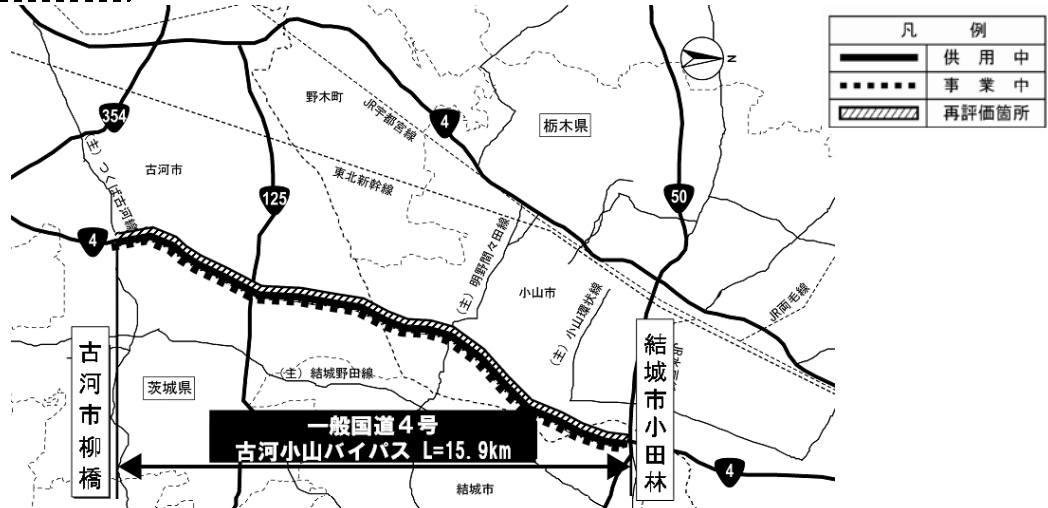 凡 例
供用中
事業中
再評価箇所
N
354
4
125
50
4
4
野木町
JR宇都宮線
栃木県
古河市
(主)つくば古河線
東北新幹線
(主)明野間々田線
小山市
(主)小山環状線
JR両毛線
古河市柳橋
茨城県
(主)結城野田線
結城市小田林
一般国道4号
古河小山バイパス L=15.9km
結城市